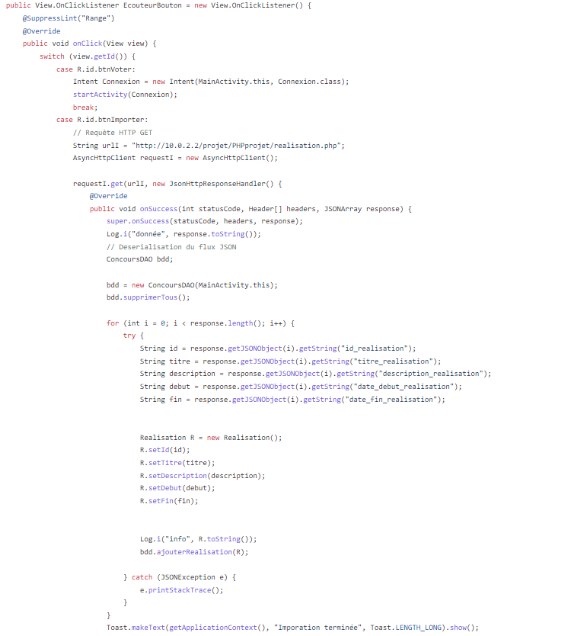 public View.OnClickListener EcouteurBouton = new View.OnClickListener() {
@SuppressLint("Range")
@Override
public void onClick(View view) {
switch (view.getId()) {
case R.id.btnVoter:
Intent Connexion = new Intent(MainActivity.this, Connexion.class);
startActivity(Connexion);
break;
case R.id.btnImporter:
// Requête HTTP GET
String urlI = "http://10.0.2.2/projet/PHPprojet/realisation.php";
AsyncHttpClient requestI = new AsyncHttpClient();
requestI.get(urlI, new JsonHttpResponseHandler() {
@Override
public void onSuccess(int statusCode, Header[] headers, JSONArray response) {
super.onSuccess(statusCode, headers, response);
Log.i("donnée", response.toString());
// Deserialisation du flux JSON
ConcoursDAO bdd;
bdd = new ConcoursDAO(MainActivity.this);
bdd.supprimerTous();
for (int i = 0; i < response.length(); i++) {
try {
String id = response.getJSONObject(i).getString("id_realisation");
String titre = response.getJSONObject(i).getString("titre_realisation");
String description = response.getJSONObject(i).getString("description_realisation");
String debut = response.getJSONObject(i).getString("date_debut_realisation");
String fin = response.getJSONObject(i).getString("date_fin_realisation");
Realisation R = new Realisation();
R.setId(id);
R.setTitre(titre);
R.setDescription(description);
R.setDebut(debut);
R.setFin(fin);
Log.i("info", R.toString());
bdd.ajouterRealisation(R);
} catch (JSONException e) {
e.printStackTrace();
}
}
Toast.makeText(getApplicationContext(), "Imporation terminée", Toast.LENGTH_LONG).show();